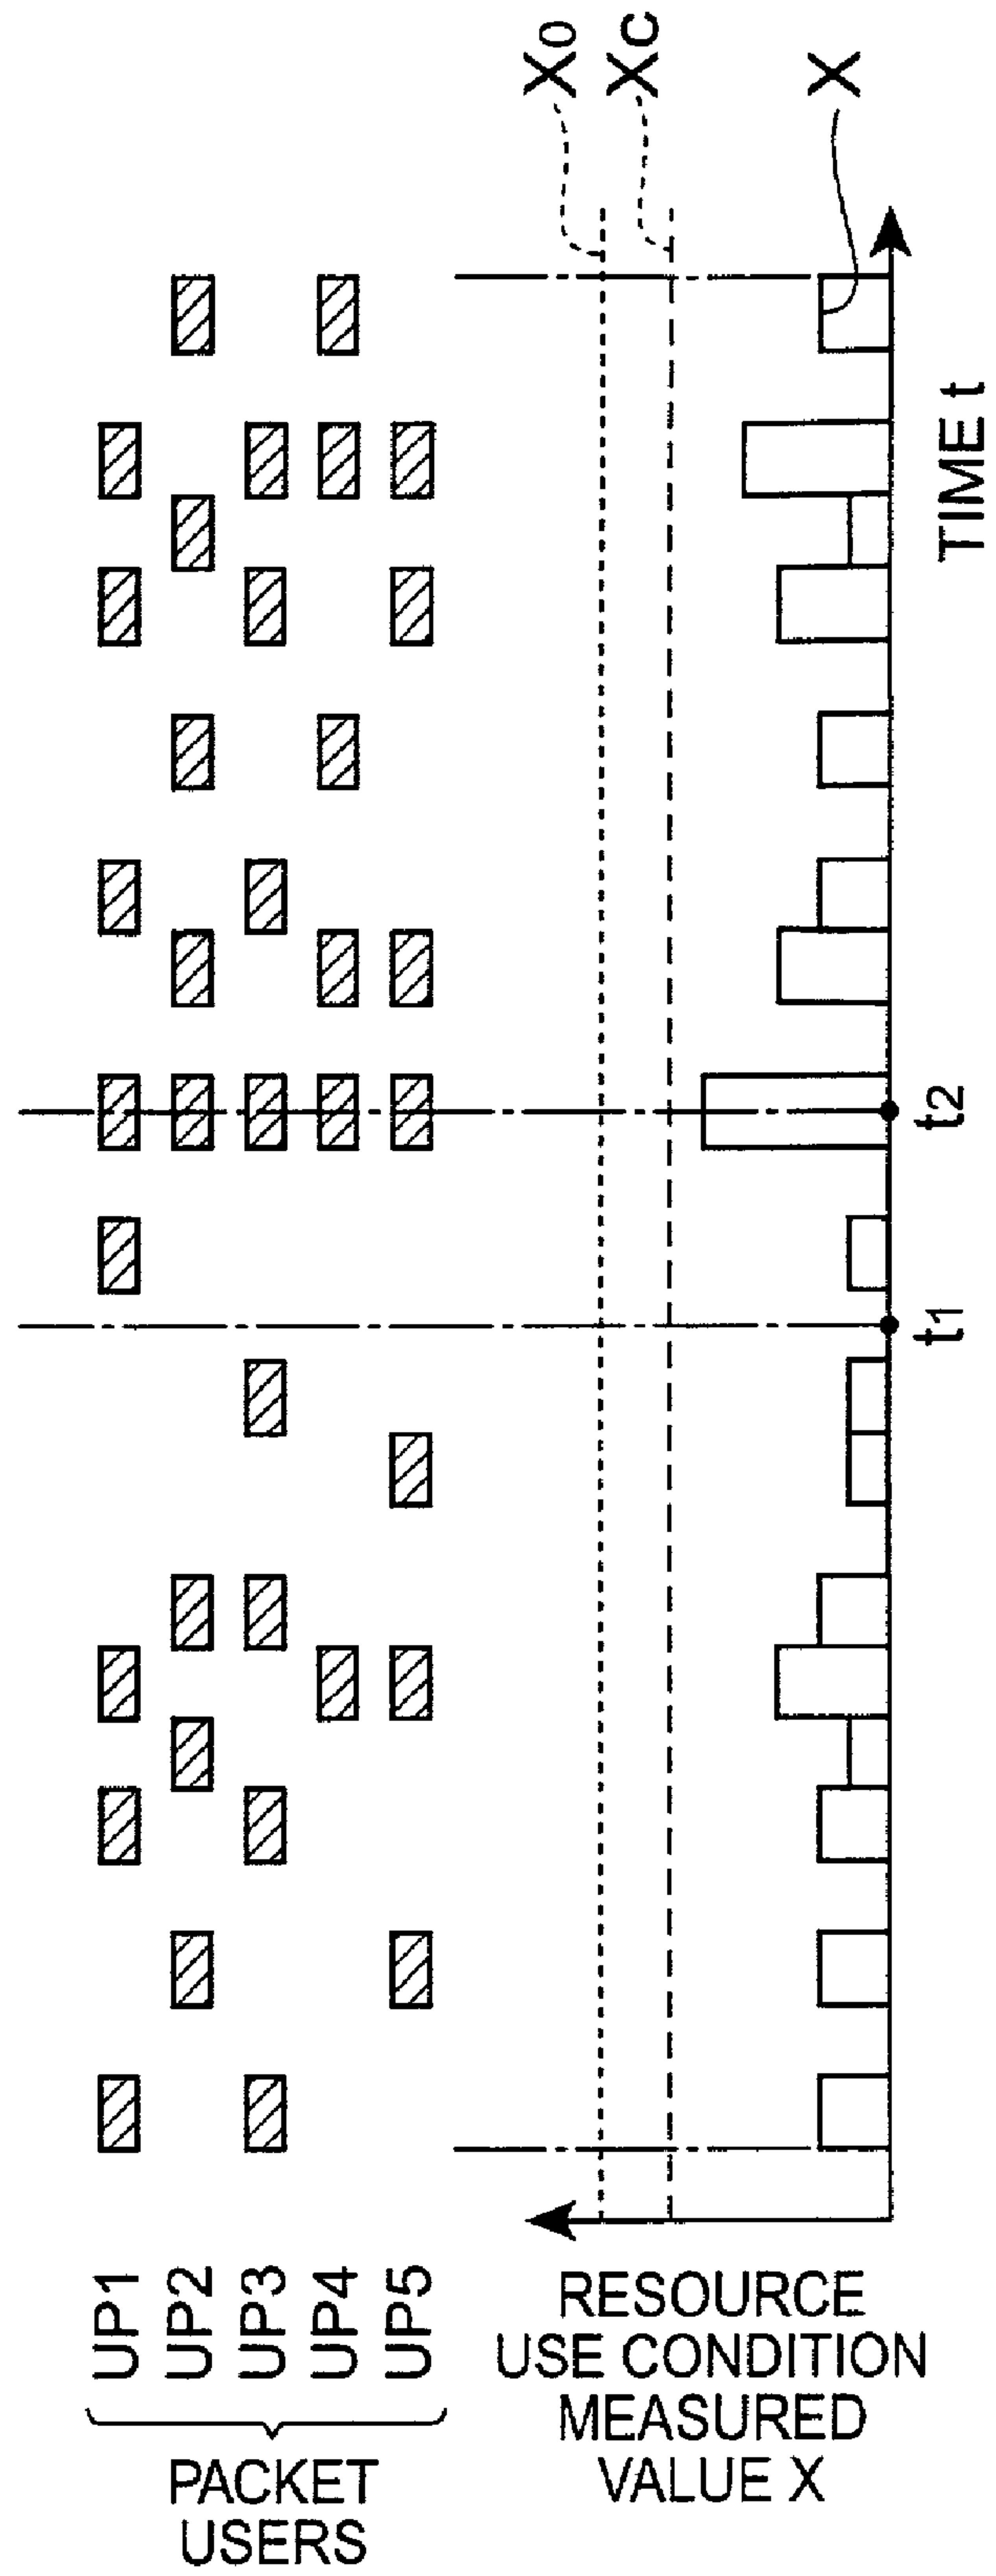 UP1
UP2
UP3
UP4
UP5
PACKET
USERS
X0
XC
X
RESOURCE
USE CONDITION
MEASURED
VALUE X
t1
t2
TIME t